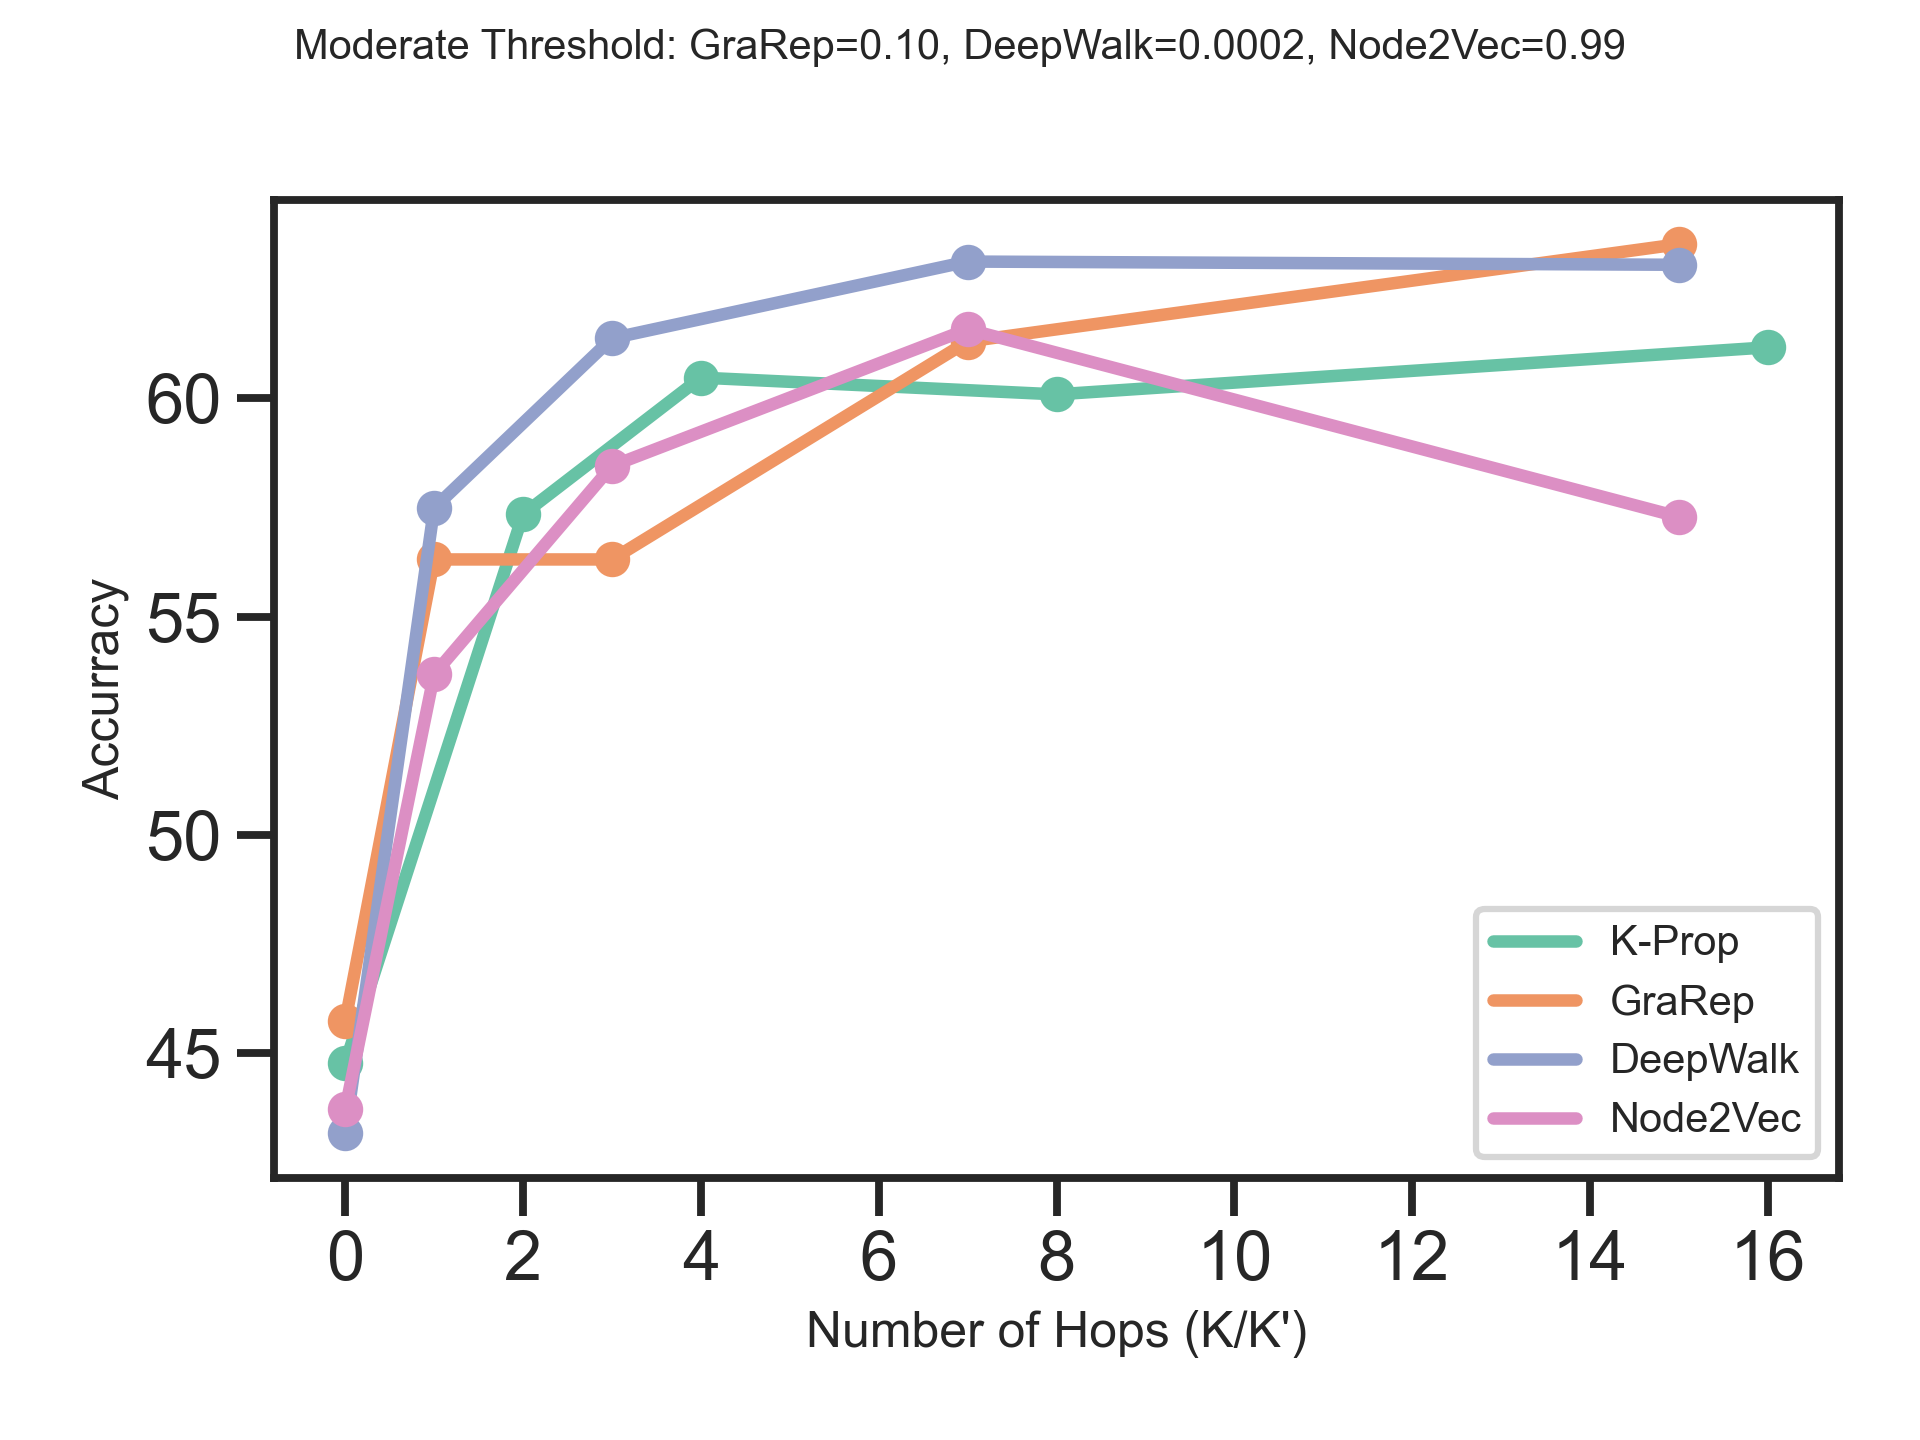 Moderate Threshold: GraRep=0.10, DeepWalk=0.0002, Node2Vec=0.99
60
55
50
45
Accurracy
K-Prop
GraRep
DeepWalk
Node2Vec
0 2 4 6 8 10 12 14 16
Number of Hops (K/K')